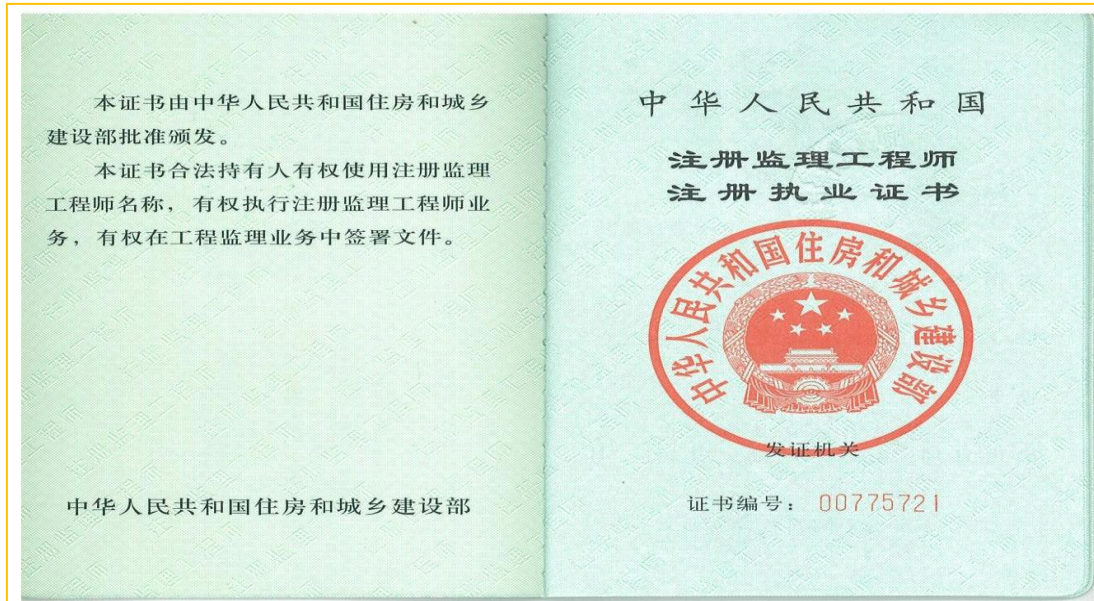 本证书由中华人民共和国住房和城乡
建设部批准颁发。
本证书合法持有人有权使用注册监理
工程师名称，有权执行注册监理工程师业
务，有权在工程监理业务中签署文件。
中华人民共和国住房和城乡建设部
中华人民共和国
注册监理工程师
注册执业证书
中华人民共和国住房和城乡建设部
发证机关
证书编号：00775721